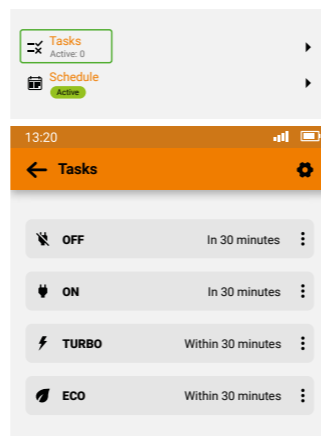 Tasks
Active: 0
Schedule
Active
13:20
Tasks
OFF In 30 minutes
ON In 30 minutes
TURBO Within 30 minutes
ECO Within 30 minutes